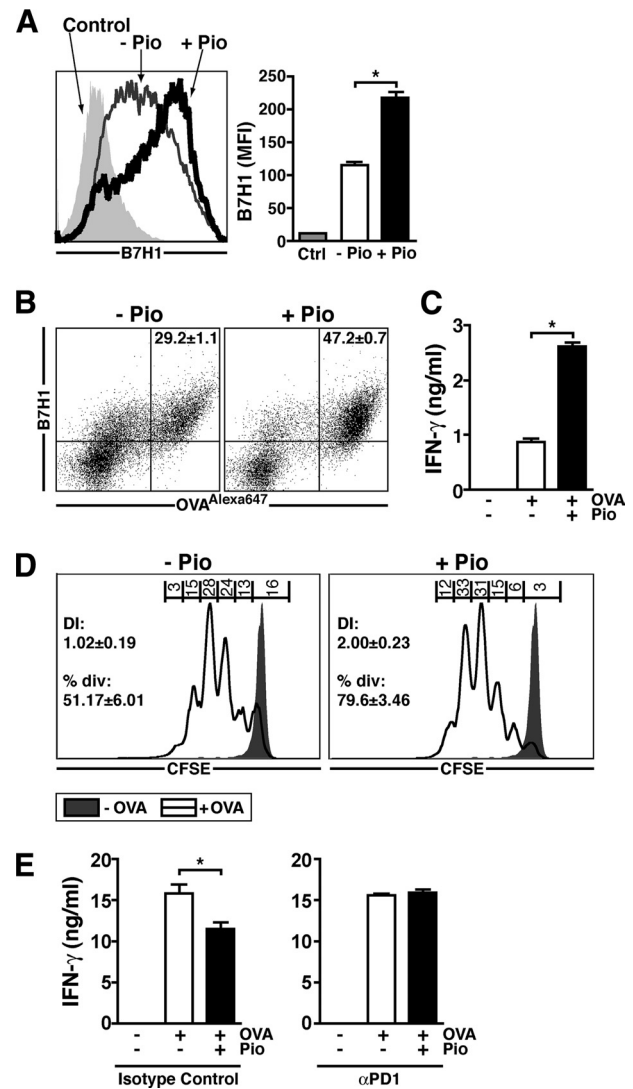 A
Control
- Pio + Pio
B7H1
B7H1 (MFI)
250
200
150
100
50
0
*
Ctrl - Pio + Pio
B
- Pio + Pio
29.2±1.1
47.2±0.7
B7H1
OVA Alexa647
C
IFN-γ (ng/ml)
3
2
1
0
*
- + + OVA
- - + Pio
D
- Pio
3 15 28 24 13 16
DI:
1.02±0.19
% div:
51.17±6.01
CFSE
+ Pio
12 33 31 15 6 3
DI:
2.00±0.23
% div:
79.6±3.46
CFSE
- OVA + OVA
E
IFN-γ (ng/ml)
20
15
10
5
0
*
- + + OVA
- - + Pio
Isotype Control
20
15
10
5
0
- + + OVA
- - + Pio
αPD1